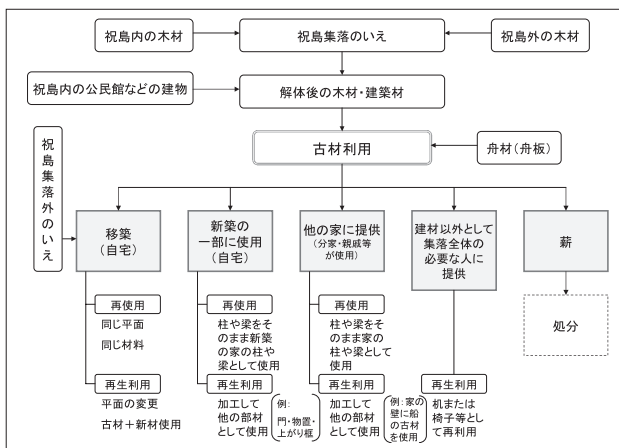 祝島内の木材
祝島集落のいえ
祝島外の木材
祝島内の公民館などの建物
解体後の木材・建築材
古材利用
舟材(舟板)
祝島集落外のいえ
移築
(自宅)
新築の
一部に使用
(自宅)
他の家に提供
(分家・親戚等
が使用)
建材以外として
集落全体の
必要な人に
提供
薪
再使用
同じ平面
同じ材料
再使用
柱や梁をそ
のまま新築
の家の柱や
梁として使用
再使用
柱や梁をそ
のまま家の
柱や梁として
使用
処分
再生利用
平面の変更
古材+新材使用
再生利用
加工して
他の部材
として使用
例:
門・物置・
上がり框
再生利用
加工して
他の部材
として使用
例:家の
壁に船の
古材を
使用
再生利用
机または
椅子等とし
て再利用